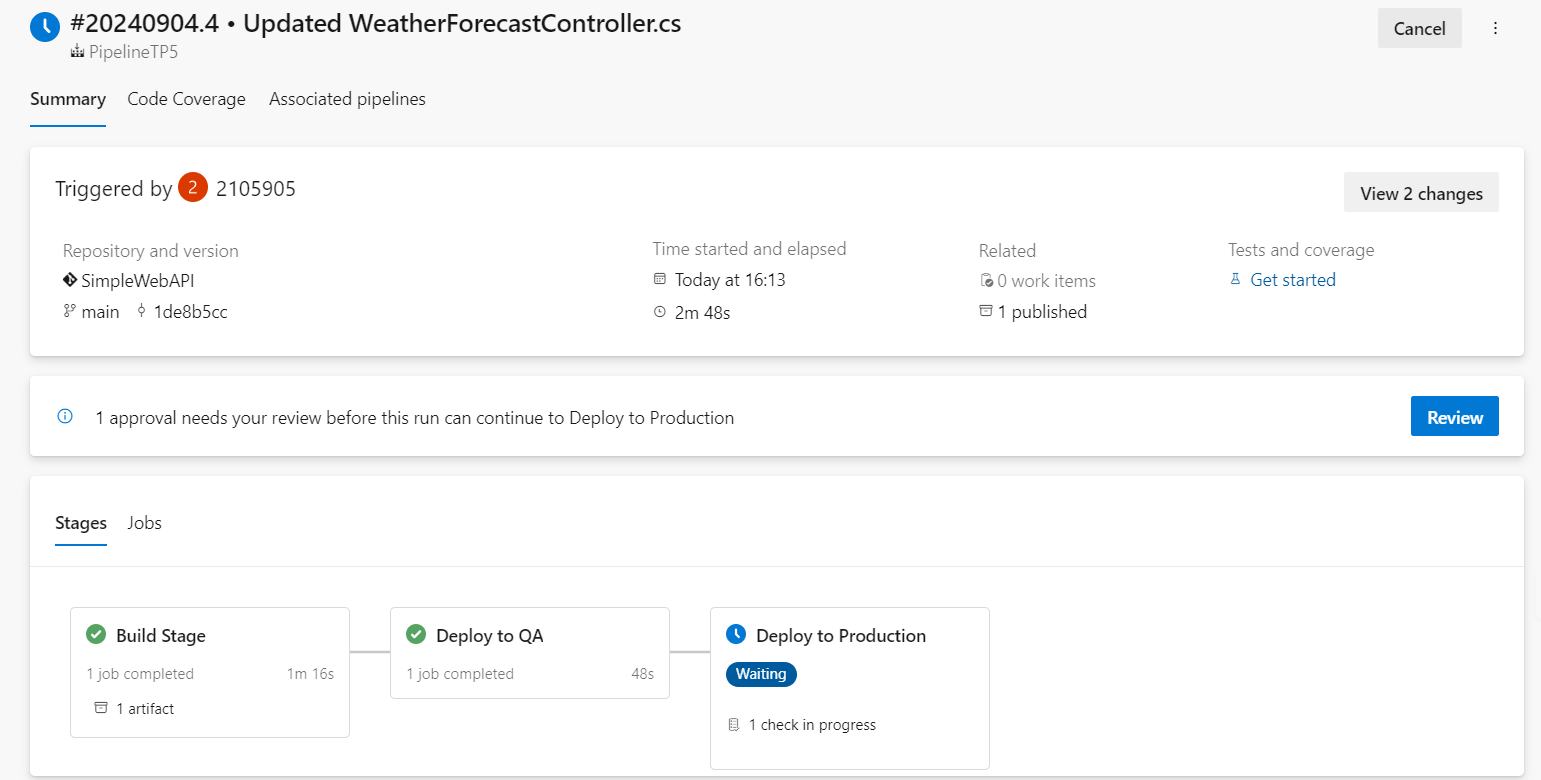 #20240904.4 • Updated WeatherForecastController.cs
Cancel
PipelineTP5
Summary Code Coverage Associated pipelines
Triggered by 2 2105905
View 2 changes
Repository and version
SimpleWebAPI
main 1de8b5cc
Time started and elapsed
Today at 16:13
2m 48s
Related
0 work items
1 published
Tests and coverage
Get started
1 approval needs your review before this run can continue to Deploy to Production
Review
Stages Jobs
Build Stage
1 job completed 1m 16s
1 artifact
Deploy to QA
1 job completed 48s
Deploy to Production
Waiting
1 check in progress